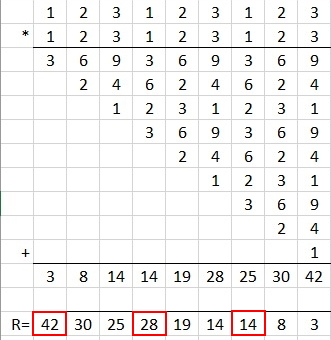 1 2 3 1 2 3 1 2 3
* 1 2 3 1 2 3 1 2 3
3 6 9 3 6 9 3 6 9
2 4 6 2 4 6 2 4
1 2 3 1 2 3 1
3 6 9 3 6 9
2 4 6 2 4
1 2 3 1
3 6 9
2 4
+ 1
3 8 14 14 19 28 25 30 42
R= 42 30 25 28 19 14 14 8 3